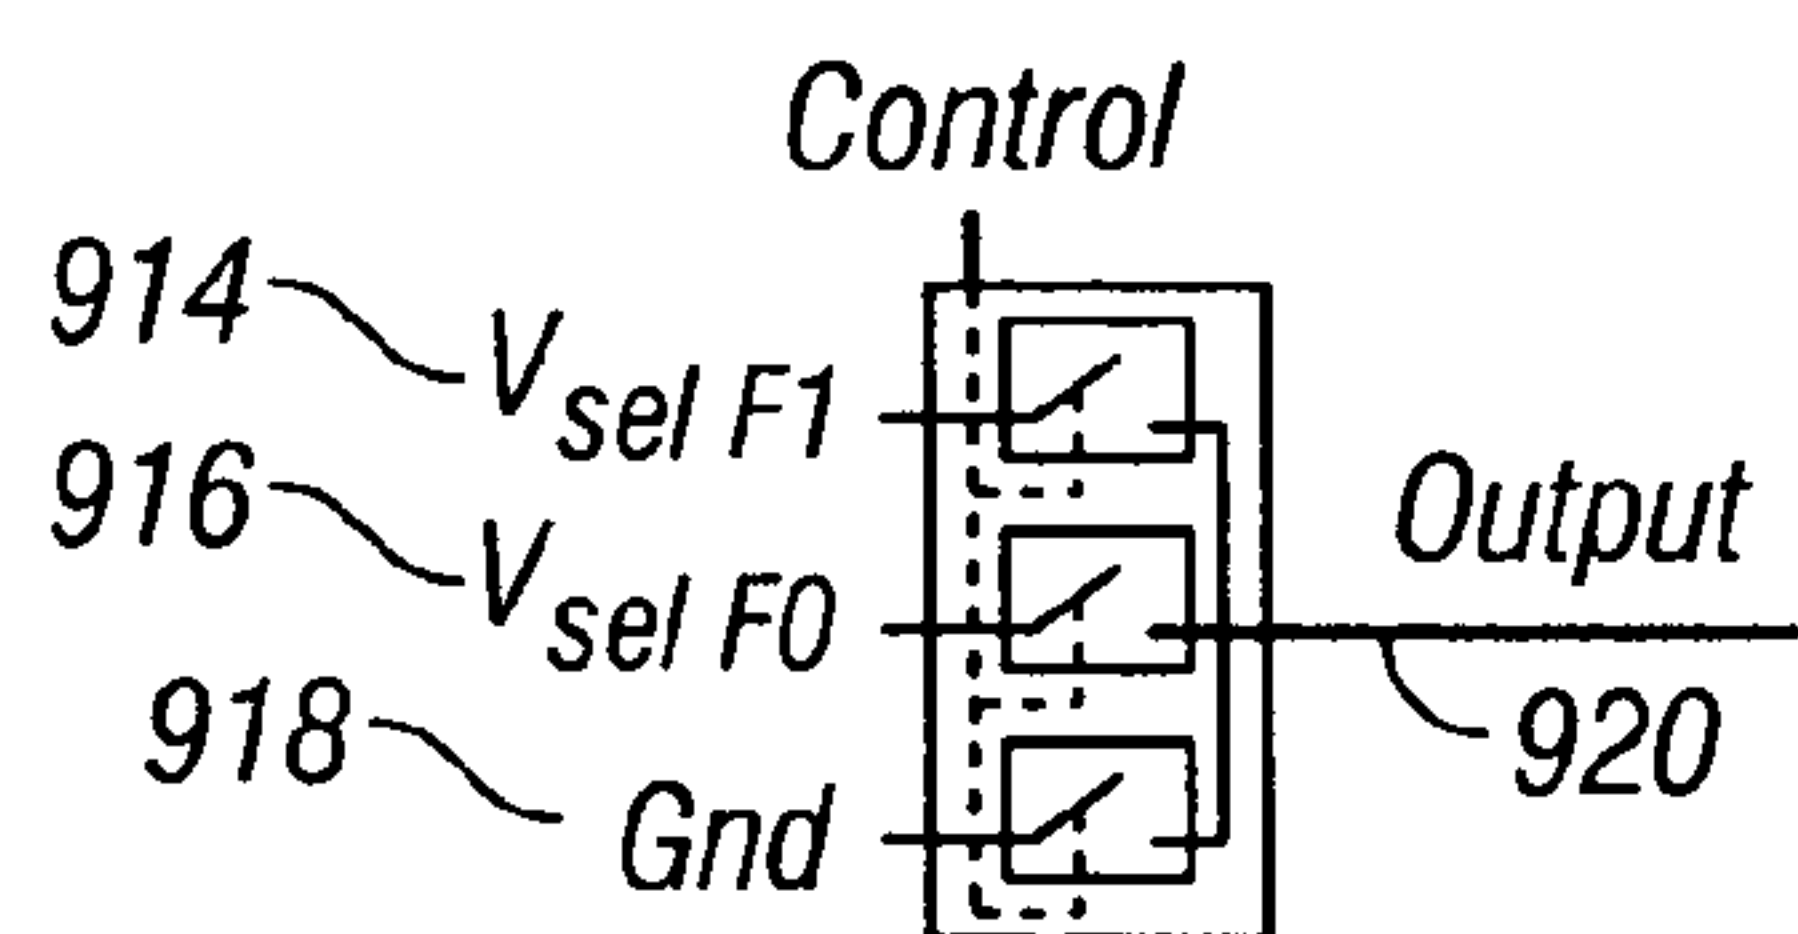 Control
914
V sel F1
916
V sel F0
Output
918
Gnd
920